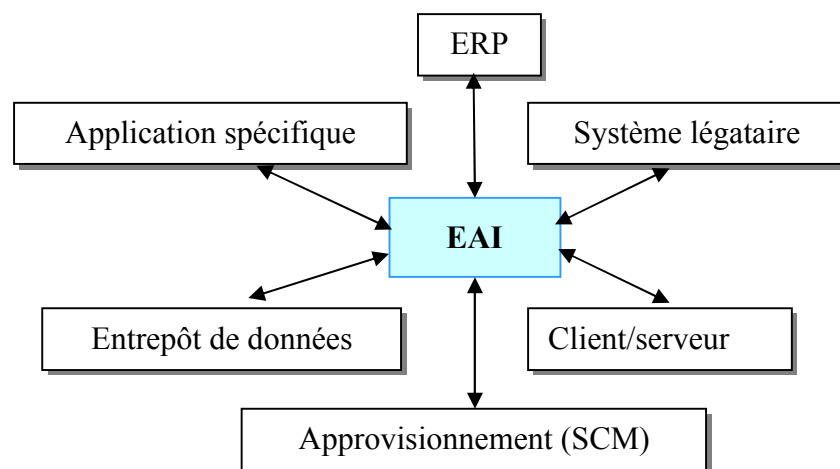 ERP
Application spécifique
Système légataire
EAI
Entrepôt de données
Client/serveur
Approvisionnement (SCM)